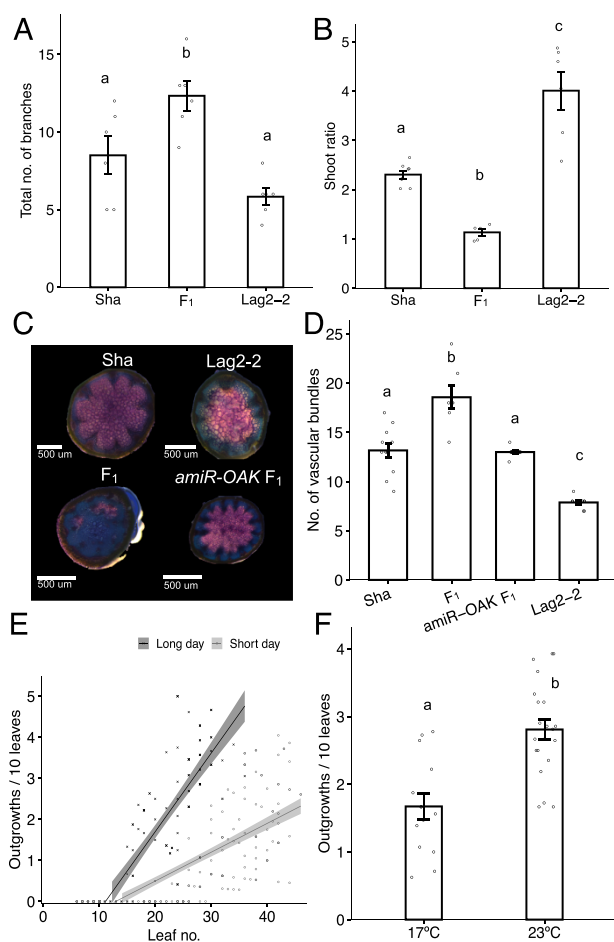 A
Total no. of branches
15
10
5
0
a
b
a
Sha
F1
Lag2–2
B
Shoot ratio
5
4
3
2
1
0
a
b
c
Sha
F1
Lag2–2
C
Sha
Lag2-2
500 um
500 um
F1
amiR-OAK F1
500 um
500 um
D
No. of vascular bundles
25
20
15
10
5
0
a
b
a
c
Sha
F1
amiR–OAK F1
Lag2–2
E
Long day
Short day
Outgrowths / 10 leaves
5
4
3
2
1
0
0
10
20
30
40
Leaf no.
F
Outgrowths / 10 leaves
4
3
2
1
0
a
b
17ºC
23ºC